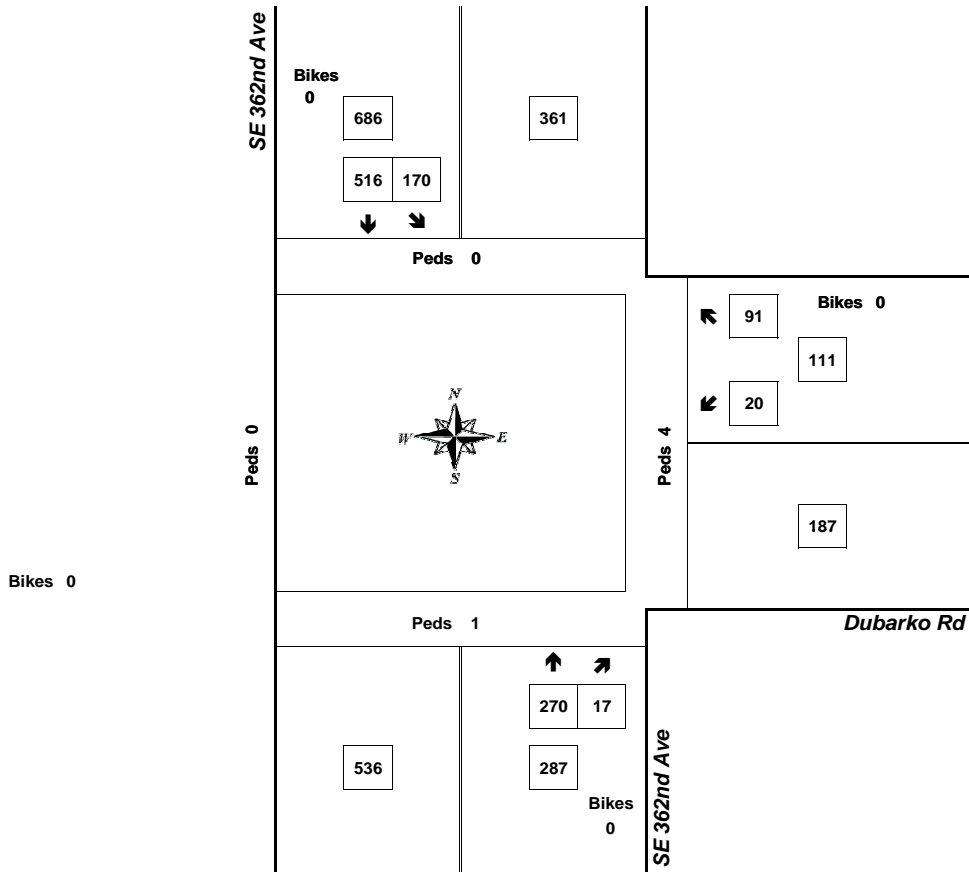 SE 362nd Ave
Bikes
0
686
361
516 170
Peds 0
Bikes 0
91
111
20
N
W E
S
Peds 0
Peds 4
187
Bikes 0
Peds 1
Dubarko Rd
270 17
536
287
Bikes
0
SE 362nd Ave